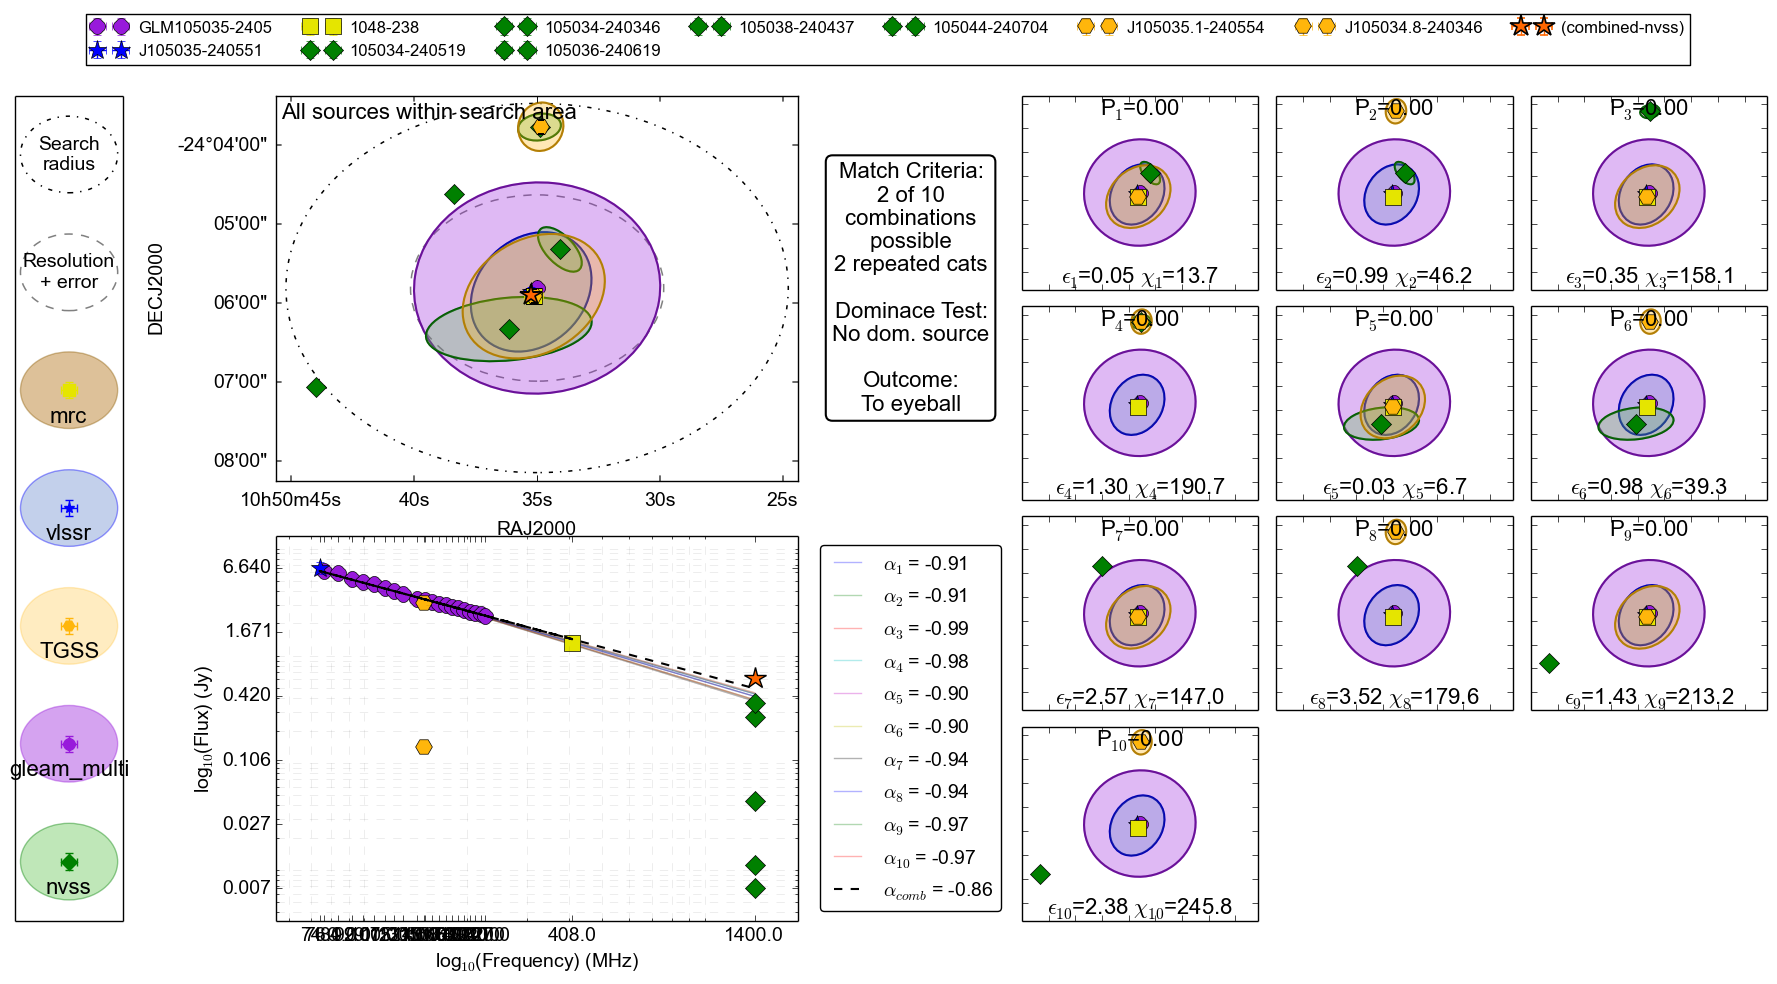 GLM105035-2405 1048-238 105034-240346 105038-240437 105044-240704 J105035.1-240554 J105034.8-240346 (combined-nvss)
J105035-240551 105034-240519 105036-240619
Search
radius
Resolution
+ error
mrc
vlssr
TGSS
gleam_multi
nvss
All sources within search area
DECJ2000
-24°04'00"
05'00"
06'00"
07'00"
08'00"
10h50m45s 40s 35s 30s 25s
RAJ2000
Match Criteria:
2 of 10
combinations
possible
2 repeated cats
Dominace Test:
No dom. source
Outcome:
To eyeball
log₁₀(Flux) (Jy)
6.640
1.671
0.420
0.106
0.027
0.007
408.0 1400.0
log₁₀(Frequency) (MHz)
α₁ = -0.91
α₂ = -0.91
α₃ = -0.99
α₄ = -0.98
α₅ = -0.90
α₆ = -0.90
α₇ = -0.94
α₈ = -0.94
α₉ = -0.97
α₁₀ = -0.97
α_comb = -0.86
P₁=0.00
ϵ₁=0.05 χ₁=13.7
P₂=0.00
ϵ₂=0.99 χ₂=46.2
P₃=0.00
ϵ₃=0.35 χ₃=158.1
P₄=0.00
ϵ₄=1.30 χ₄=190.7
P₅=0.00
ϵ₅=0.03 χ₅=6.7
P₆=0.00
ϵ₆=0.98 χ₆=39.3
P₇=0.00
ϵ₇=2.57 χ₇=147.0
P₈=0.00
ϵ₈=3.52 χ₈=179.6
P₉=0.00
ϵ₉=1.43 χ₉=213.2
P₁₀=0.00
ϵ₁₀=2.38 χ₁₀=245.8